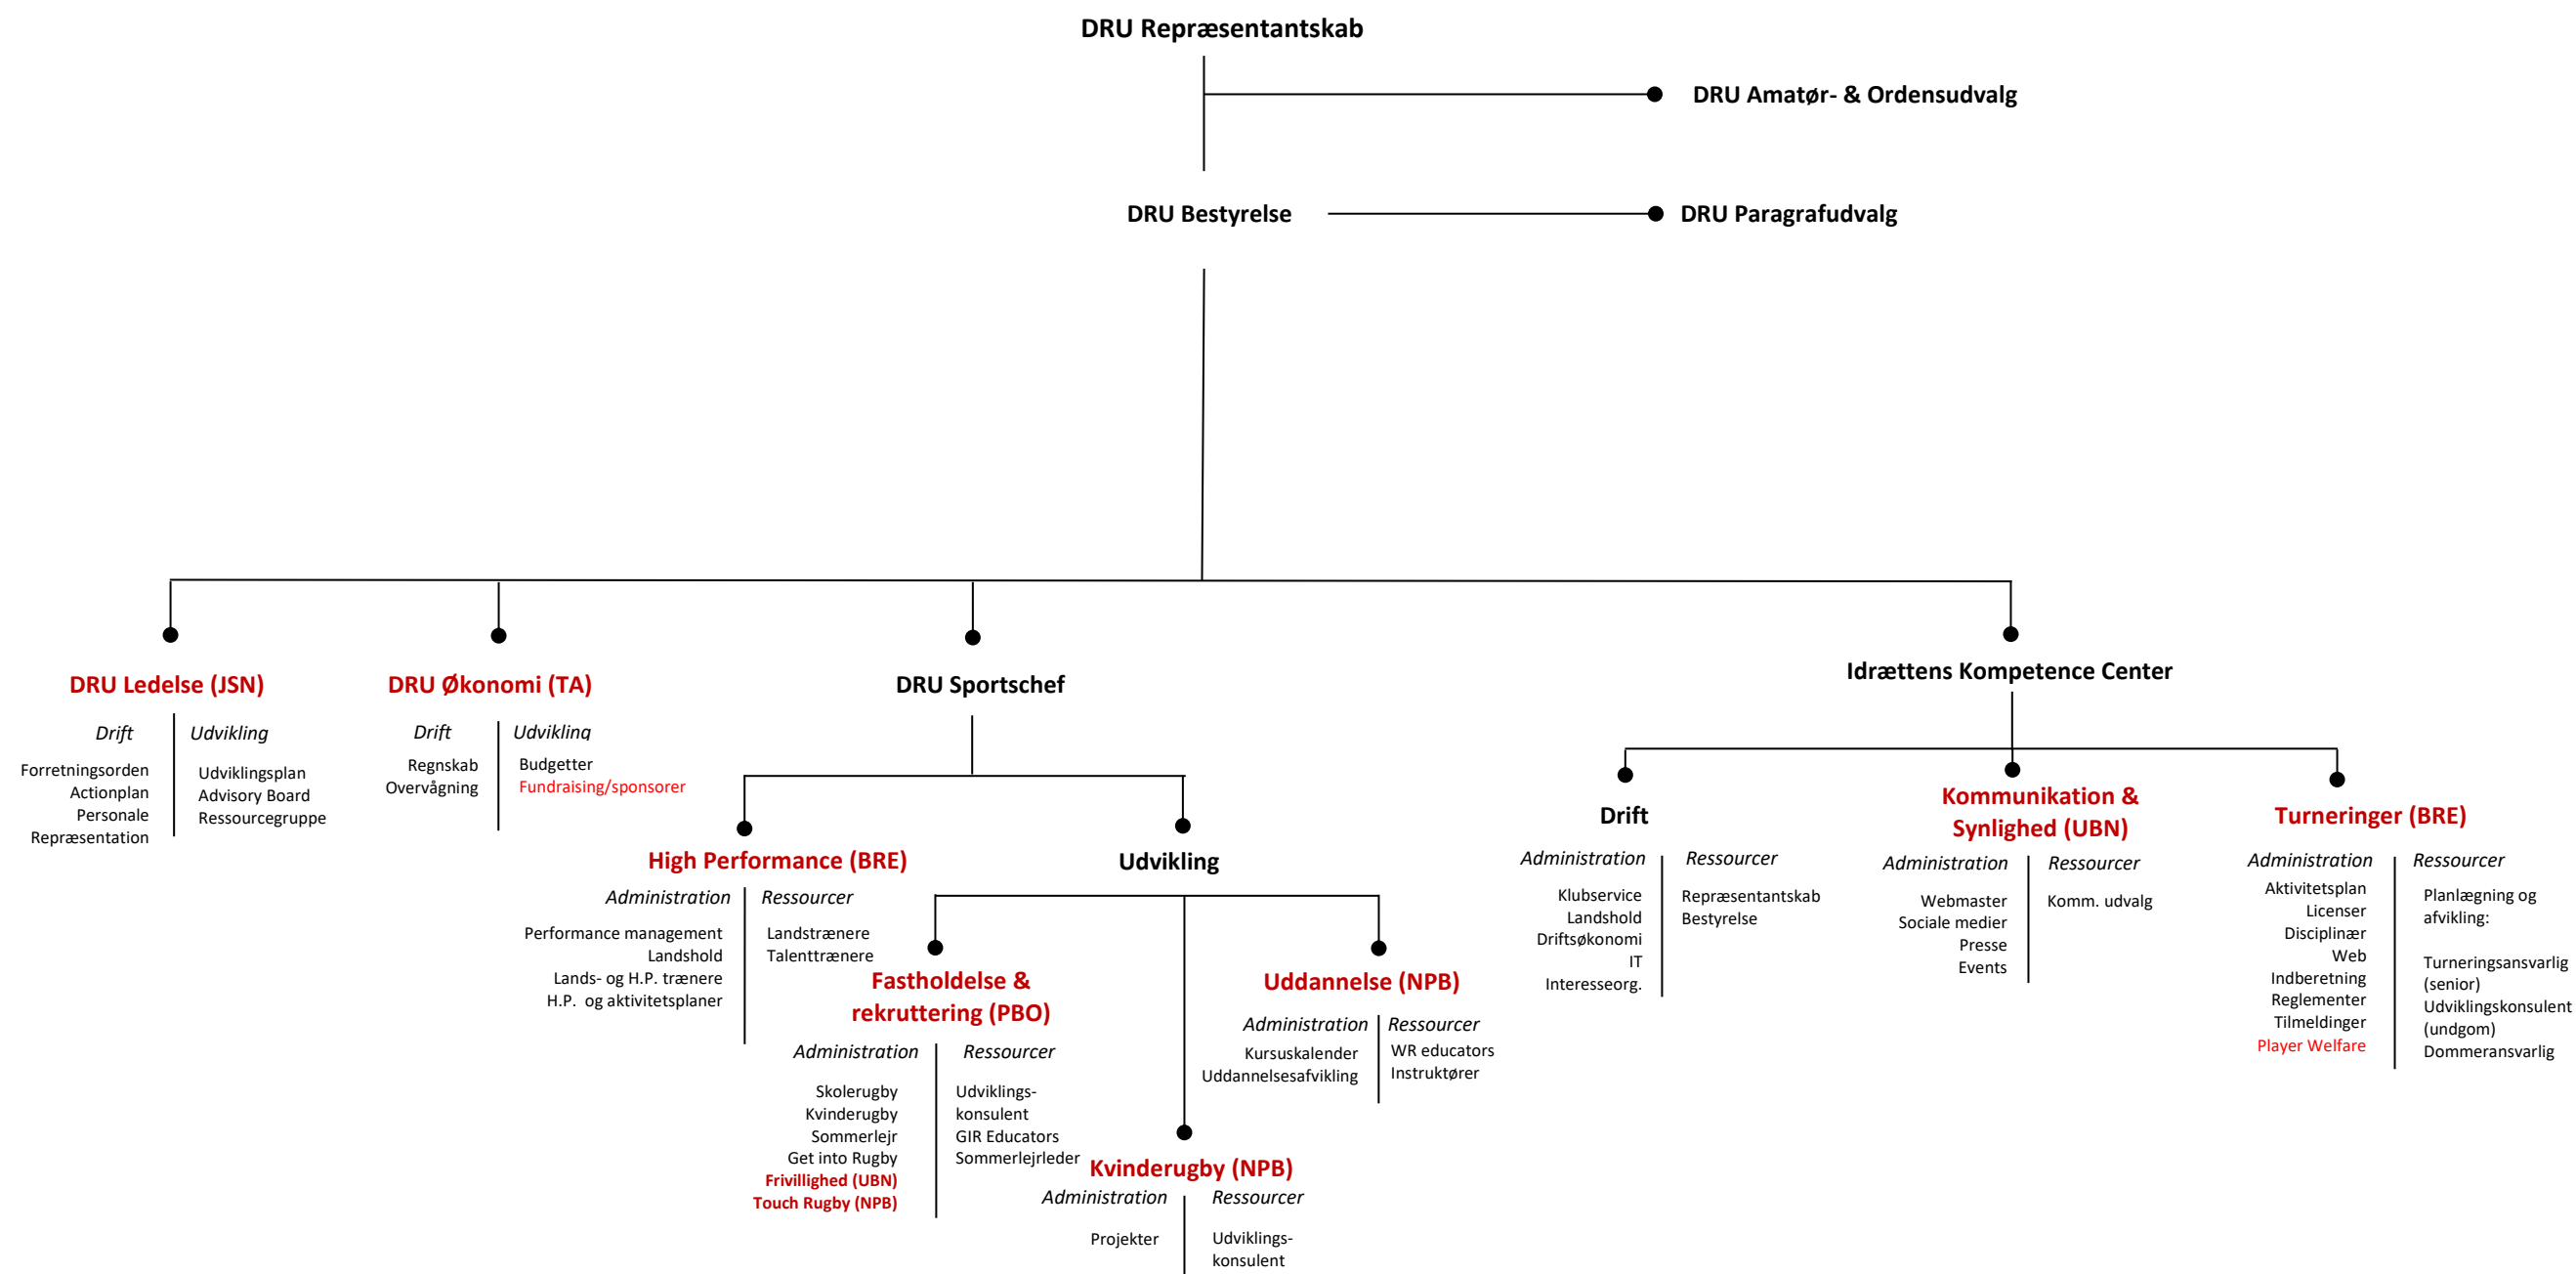 DRU Repræsentantskab
DRU Amatør- & Ordensudvalg
DRU Bestyrelse
DRU Paragrafudvalg
DRU Ledelse (JSN)
Drift
Udvikling
Forretningsorden
Actionplan
Personale
Repræsentation
Udviklingsplan
Advisory Board
Ressourcegruppe
DRU Økonomi (TA)
Drift
Udvikling
Regnskab
Overvågning
Budgetter
Fundraising/sponsorer
DRU Sportschef
High Performance (BRE)
Administration
Ressourcer
Performance management
Landshold
Lands- og H.P. trænere
H.P. og aktivitetsplaner
Landstrænere
Talenttrænere
Udvikling
Fastholdelse &
rekruttering (PBO)
Administration
Ressourcer
Skolerugby
Kvinderugby
Sommerlejr
Get into Rugby
Frivillighed (UBN)
Touch Rugby (NPB)
Udviklings-
konsulent
GIR Educators
Sommerlejrleder
Kvinderugby (NPB)
Administration
Ressourcer
Projekter
Udviklings-
konsulent
Uddannelse (NPB)
Administration
Ressourcer
Kursuskalender
Uddannelsesafvikling
WR educators
Instruktører
Idrættens Kompetence Center
Drift
Administration
Ressourcer
Klubservice
Landshold
Driftsøkonomi
IT
Interesseorg.
Repræsentantskab
Bestyrelse
Kommunikation &
Synlighed (UBN)
Administration
Ressourcer
Webmaster
Sociale medier
Presse
Events
Komm. udvalg
Turneringer (BRE)
Administration
Ressourcer
Aktivitetsplan
Licenser
Disciplinær
Web
Indberetning
Reglementer
Tilmeldinger
Player Welfare
Planlægning og
afvikling:
Turneringsansvarlig
(senior)
Udviklingskonsulent
(undgom)
Dommeransvarlig